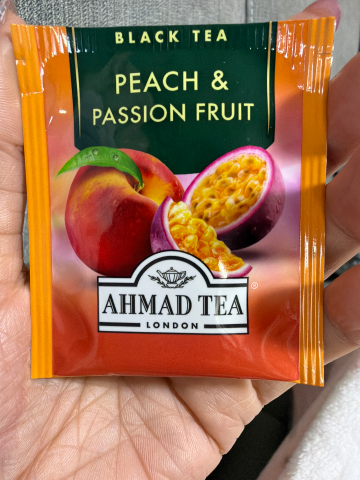 BLACK TEA
PEACH &
PASSION FRUIT
AHMAD TEA
LONDON
®